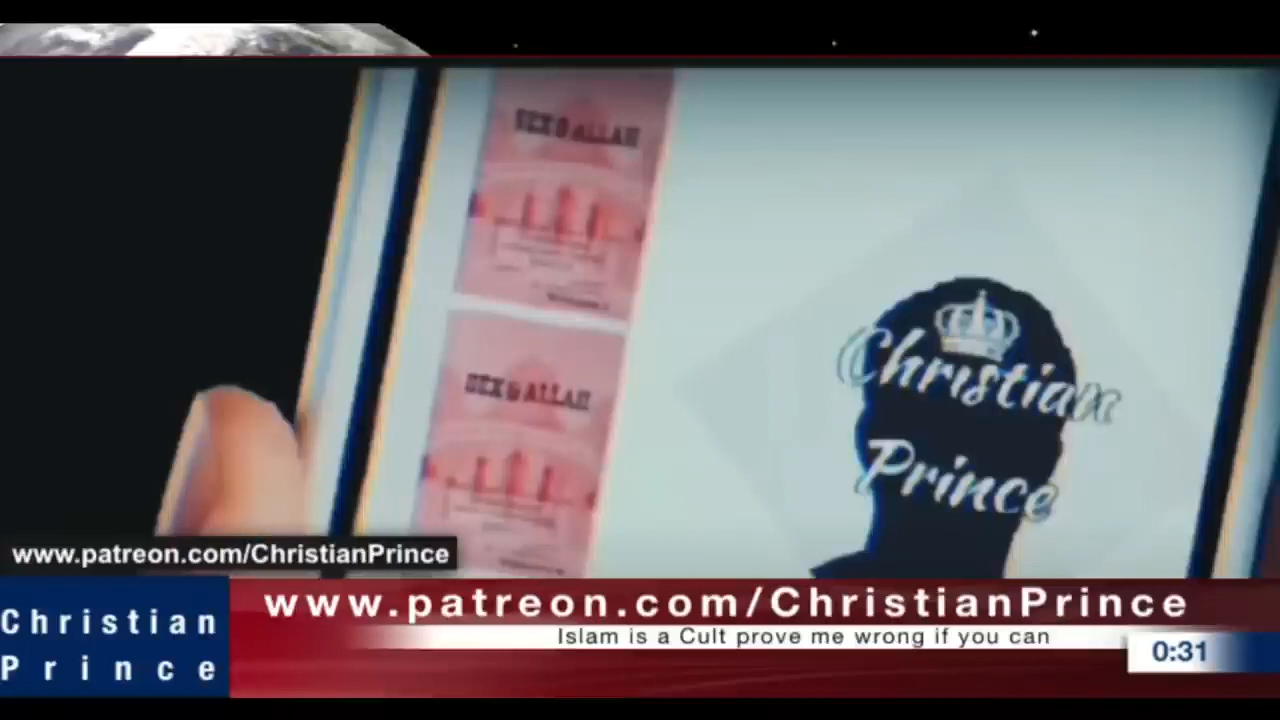 SEX & ALLAH
SEX & ALLAH
Christian
Prince
www.patreon.com/ChristianPrince
Christian
Prince
www.patreon.com/ChristianPrince
Islam is a Cult prove me wrong if you can
0:31